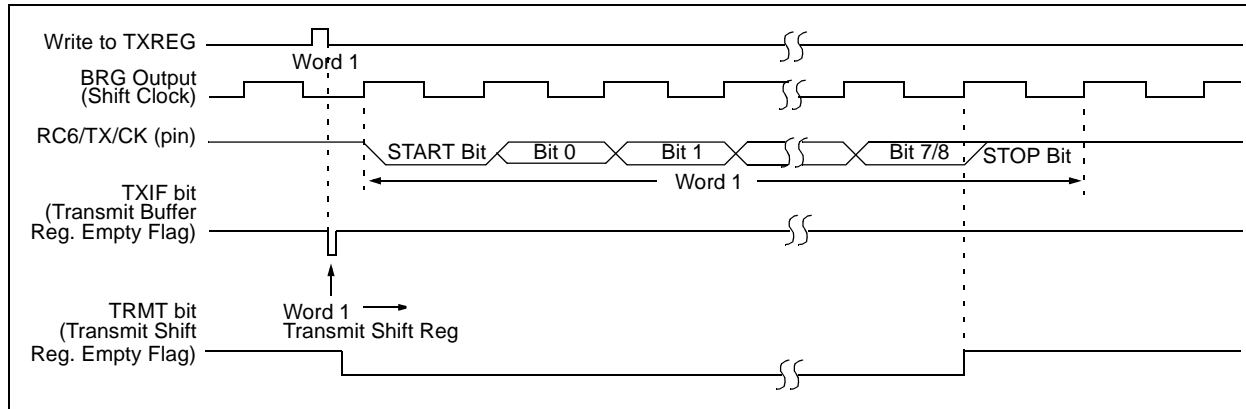 Write to TXREG
Word 1
BRG Output
(Shift Clock)
RC6/TX/CK (pin)
START Bit
Bit 0
Bit 1
Bit 7/8
STOP Bit
Word 1
TXIF bit
(Transmit Buffer
Reg. Empty Flag)
TRMT bit
(Transmit Shift
Reg. Empty Flag)
Word 1
Transmit Shift Reg